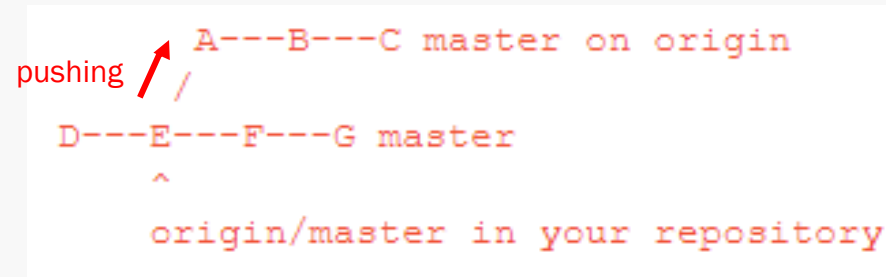 A---B---C master on origin
pushing
/
D---E---F---G master
^
origin/master in your repository